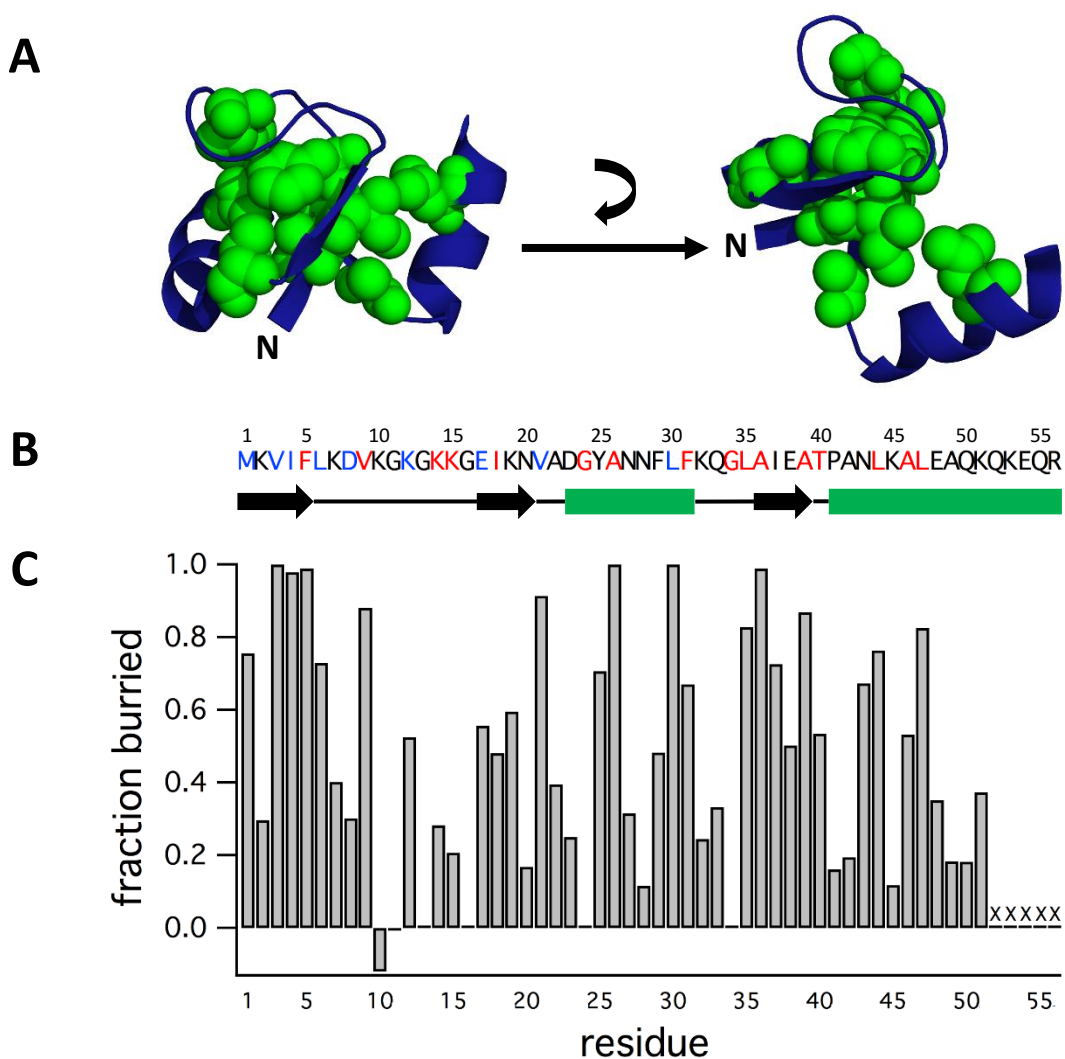 A
N
N
B
1 5 10 15 20 25 30 35 40 45 50 55
MKVIFLKDVKGKGKKGEIKNVADGYANNFLFKQGLAIEATPANLKALEAQKQKEQR
C
1.0
0.8
0.6
0.4
0.2
0.0
fraction burried
X X X X X
1 5 10 15 20 25 30 35 40 45 50 55
residue